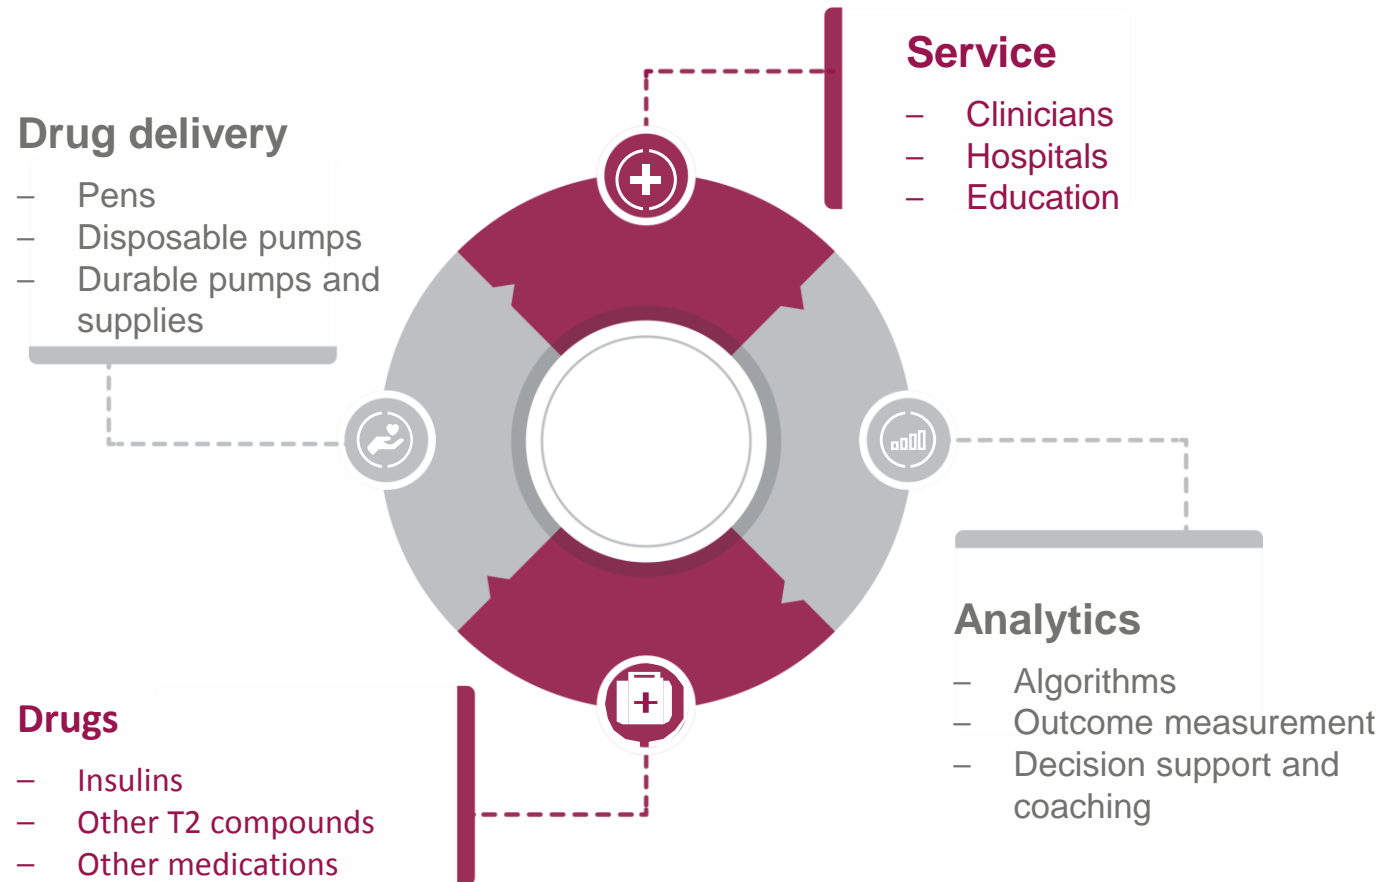 Service
– Clinicians
– Hospitals
– Education
Drug delivery
– Pens
– Disposable pumps
– Durable pumps and
supplies
Analytics
– Algorithms
– Outcome measurement
– Decision support and
coaching
Drugs
– Insulins
– Other T2 compounds
– Other medications